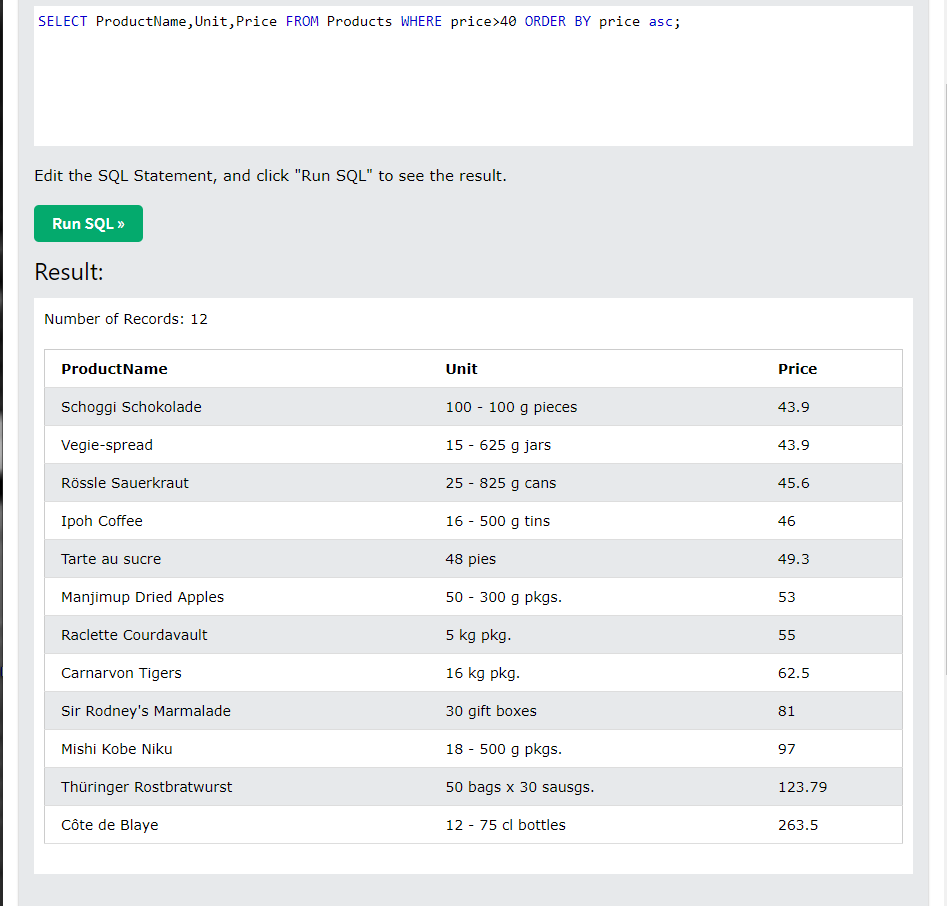 SELECT ProductName,Unit,Price FROM Products WHERE price>40 ORDER BY price asc;
Edit the SQL Statement, and click "Run SQL" to see the result.
Run SQL »
Result:
Number of Records: 12
ProductName Unit Price
Schoggi Schokolade 100 - 100 g pieces 43.9
Vegie-spread 15 - 625 g jars 43.9
Rössle Sauerkraut 25 - 825 g cans 45.6
Ipoh Coffee 16 - 500 g tins 46
Tarte au sucre 48 pies 49.3
Manjimup Dried Apples 50 - 300 g pkgs. 53
Raclette Courdavault 5 kg pkg. 55
Carnarvon Tigers 16 kg pkg. 62.5
Sir Rodney's Marmalade 30 gift boxes 81
Mishi Kobe Niku 18 - 500 g pkgs. 97
Thüringer Rostbratwurst 50 bags x 30 sausgs. 123.79
Côte de Blaye 12 - 75 cl bottles 263.5